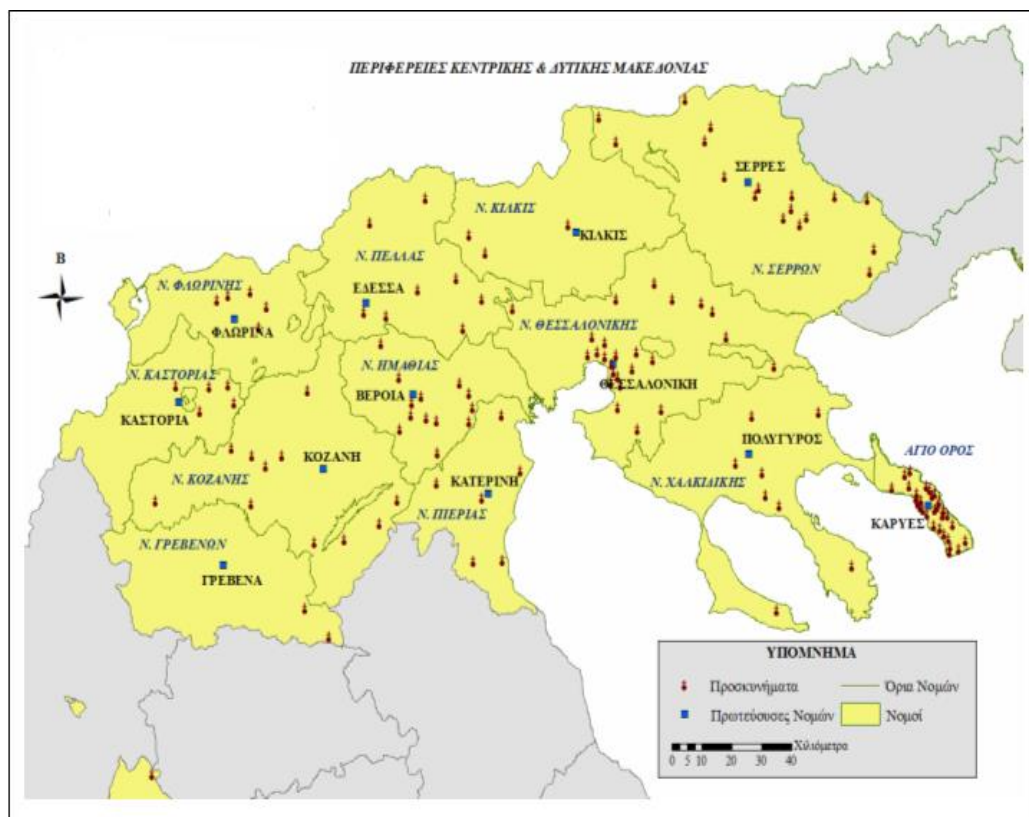 ΠΕΡΙΦΕΡΕΙΕΣ ΚΕΝΤΡΙΚΗΣ & ΔΥΤΙΚΗΣ ΜΑΚΕΔΟΝΙΑΣ
ΣΕΡΡΕΣ
Ν. ΚΙΛΚΙΣ
ΚΙΛΚΙΣ
Β
Ν. ΠΕΛΛΑΣ
Ν. ΣΕΡΡΩΝ
Ν. ΦΛΩΡΙΝΗΣ
ΕΔΕΣΣΑ
ΦΛΩΡΙΝΑ
Ν. ΘΕΣΣΑΛΟΝΙΚΗΣ
Ν. ΗΜΑΘΙΑΣ
Ν. ΚΑΣΤΟΡΙΑΣ
ΘΕΣΣΑΛΟΝΙΚΗ
ΒΕΡΟΙΑ
ΚΑΣΤΟΡΙΑ
ΠΟΛΥΓΥΡΟΣ
ΑΓΙΟ ΟΡΟΣ
ΚΟΖΑΝΗ
Ν. ΚΟΖΑΝΗΣ
ΚΑΤΕΡΙΝΗ
Ν. ΧΑΛΚΙΔΙΚΗΣ
Ν. ΠΙΕΡΙΑΣ
ΚΑΡΥΕΣ
Ν. ΓΡΕΒΕΝΩΝ
ΓΡΕΒΕΝΑ
ΥΠΟΜΝΗΜΑ
Προσκυνήματα
Όρια Νομών
Πρωτεύσυσες Νομών
Νομοί
Χιλιόμετρα
0 5 10 20 30 40